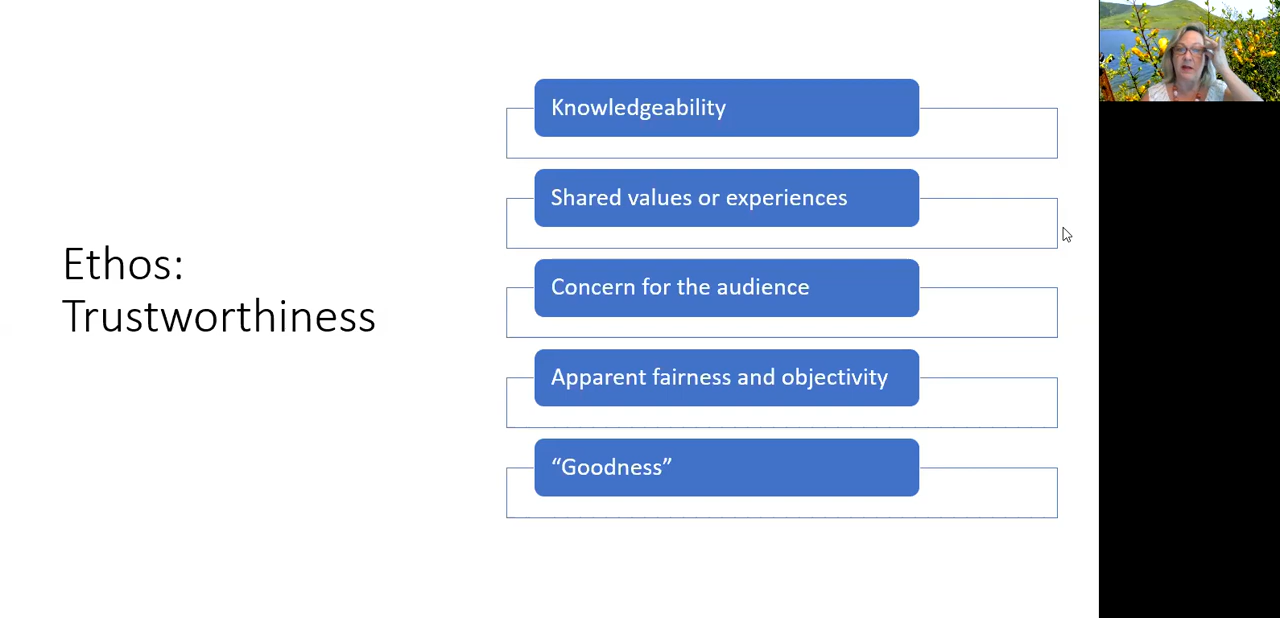 Ethos:
Trustworthiness
Knowledgeability
Shared values or experiences
Concern for the audience
Apparent fairness and objectivity
“Goodness”